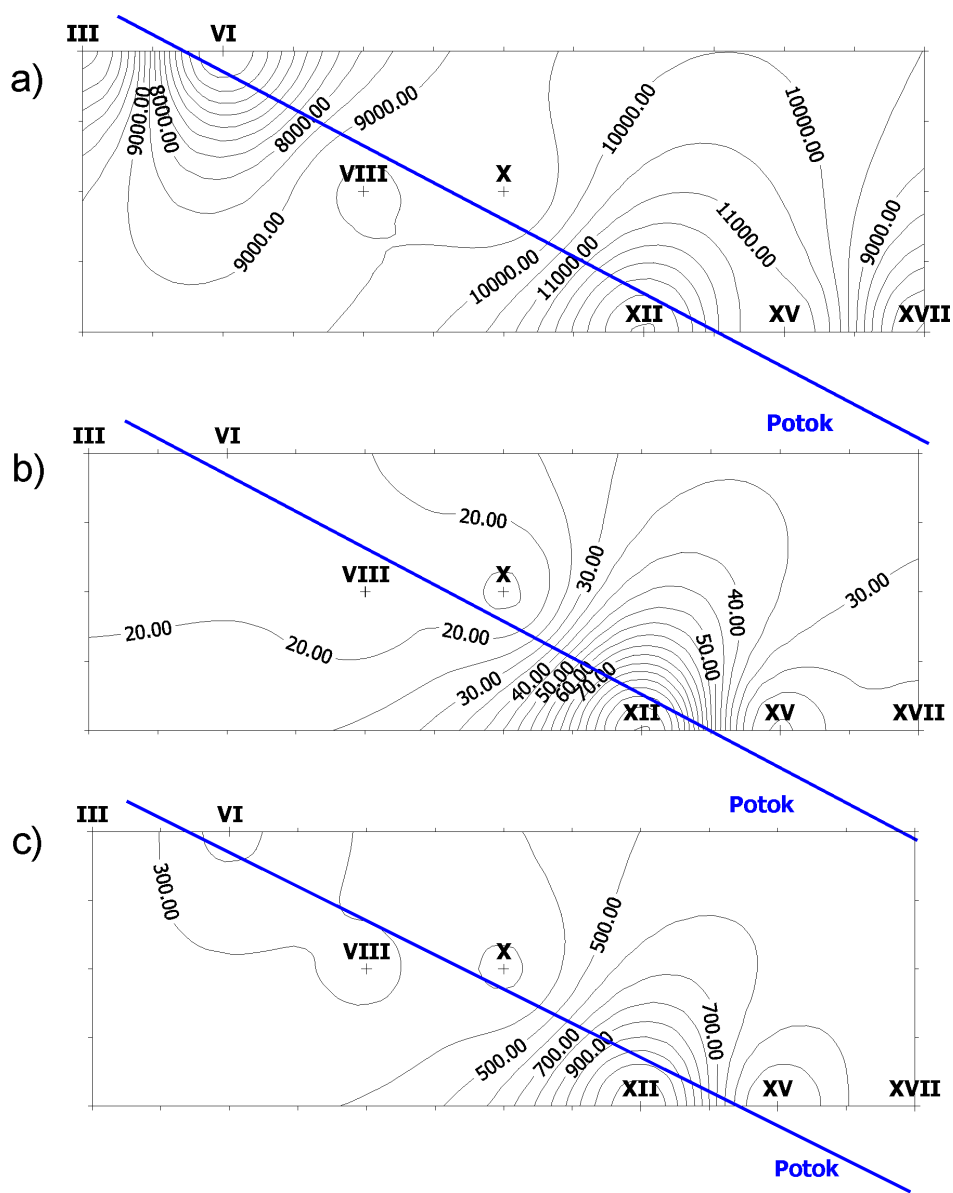 III VI
a)
9000.00 8000.00 8000.00 9000.00 10000.00 10000.00
VIII X
9000.00 10000.00 11000.00 11000.00 9000.00
XII XV XVII
Potok
III VI
b)
20.00 30.00
VIII X
20.00 20.00 20.00 40.00 30.00
30.00 40.00 50.00 60.00 70.00 50.00
XII XV XVII
Potok
III VI
c)
300.00 500.00
VIII X
500.00 700.00 900.00 700.00
XII XV XVII
Potok